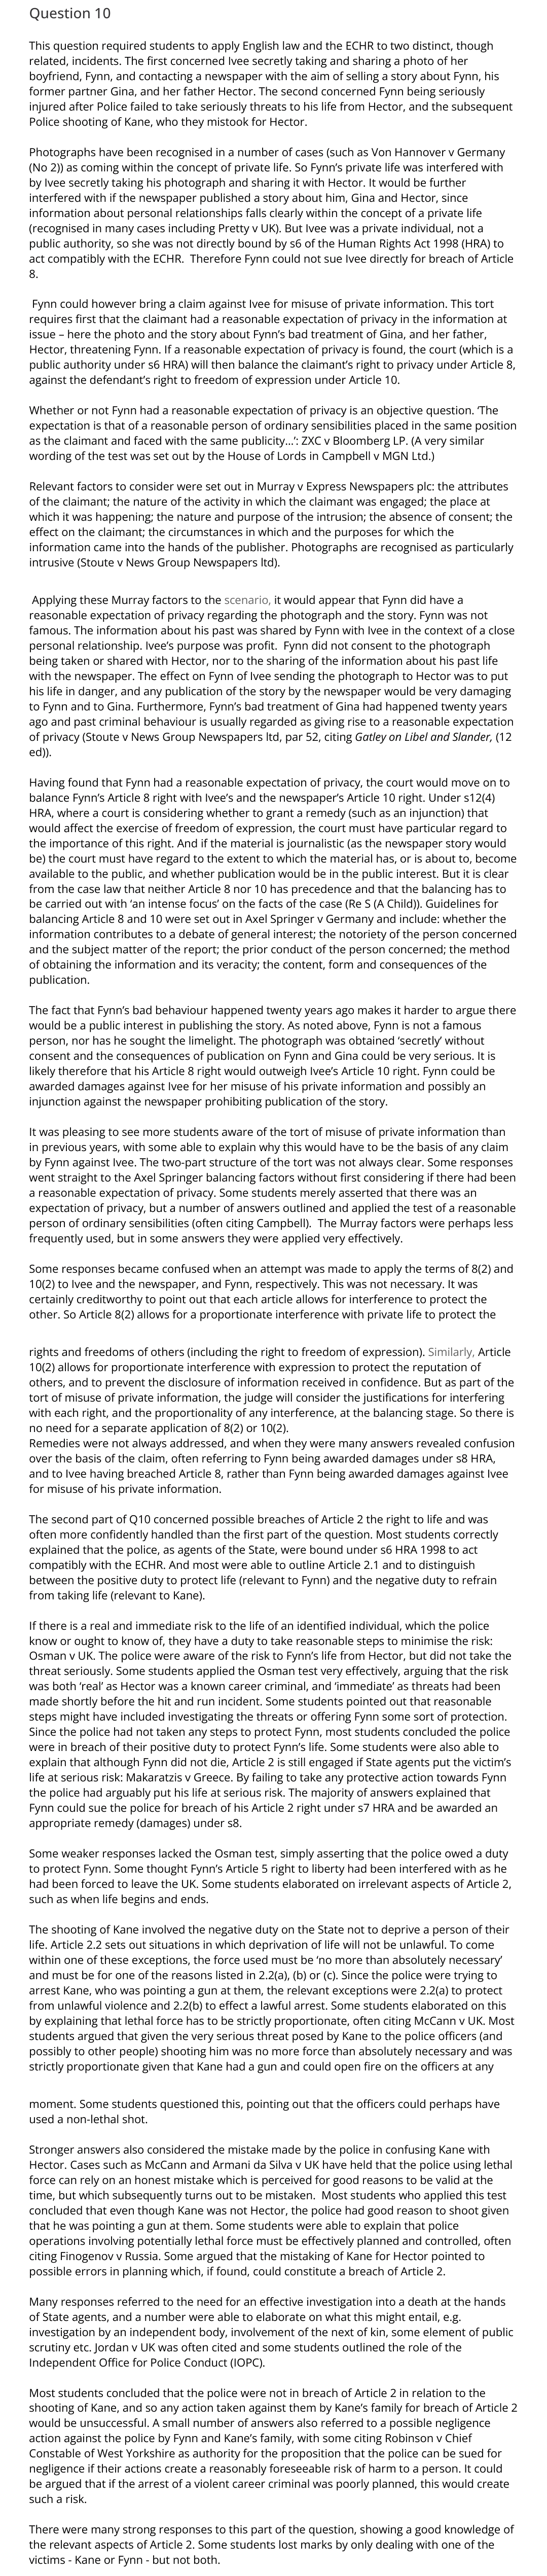 Question 10
This question required students to apply English law and the ECHR to two distinct, though
related, incidents. The first concerned Ivee secretly taking and sharing a photo of her
boyfriend, Fynn, and contacting a newspaper with the aim of selling a story about Fynn, his
former partner Gina, and her father Hector. The second concerned Fynn being seriously
injured after Police failed to take seriously threats to his life from Hector, and the subsequent
Police shooting of Kane, who they mistook for Hector.
Photographs have been recognised in a number of cases (such as Von Hannover v Germany
(No 2)) as coming within the concept of private life. So Fynn's private life was interfered with
by Ivee secretly taking his photograph and sharing it with Hector. It would be further
interfered with if the newspaper published a story about him, Gina and Hector, since
information about personal relationships falls clearly within the concept of a private life
(recognised in many cases including Pretty v UK). But Ivee was a private individual, not a
public authority, so she was not directly bound by s6 of the Human Rights Act 1998 (HRA) to
act compatibly with the ECHR.  Therefore Fynn could not sue Ivee directly for breach of Article
8.
Fynn could however bring a claim against Ivee for misuse of private information. This tort
requires first that the claimant had a reasonable expectation of privacy in the information at
issue – here the photo and the story about Fynn's bad treatment of Gina, and her father,
Hector, threatening Fynn. If a reasonable expectation of privacy is found, the court (which is a
public authority under s6 HRA) will then balance the claimant's right to privacy under Article 8,
against the defendant's right to freedom of expression under Article 10.
Whether or not Fynn had a reasonable expectation of privacy is an objective question. 'The
expectation is that of a reasonable person of ordinary sensibilities placed in the same position
as the claimant and faced with the same publicity…': ZXC v Bloomberg LP. (A very similar
wording of the test was set out by the House of Lords in Campbell v MGN Ltd.)
Relevant factors to consider were set out in Murray v Express Newspapers plc: the attributes
of the claimant; the nature of the activity in which the claimant was engaged; the place at
which it was happening; the nature and purpose of the intrusion; the absence of consent; the
effect on the claimant; the circumstances in which and the purposes for which the
information came into the hands of the publisher. Photographs are recognised as particularly
intrusive (Stoute v News Group Newspapers ltd).
Applying these Murray factors to the scenario, it would appear that Fynn did have a
reasonable expectation of privacy regarding the photograph and the story. Fynn was not
famous. The information about his past was shared by Fynn with Ivee in the context of a close
personal relationship. Ivee's purpose was profit.  Fynn did not consent to the photograph
being taken or shared with Hector, nor to the sharing of the information about his past life
with the newspaper. The effect on Fynn of Ivee sending the photograph to Hector was to put
his life in danger, and any publication of the story by the newspaper would be very damaging
to Fynn and to Gina. Furthermore, Fynn's bad treatment of Gina had happened twenty years
ago and past criminal behaviour is usually regarded as giving rise to a reasonable expectation
of privacy (Stoute v News Group Newspapers ltd, par 52, citing Gatley on Libel and Slander, (12
ed)).
Having found that Fynn had a reasonable expectation of privacy, the court would move on to
balance Fynn's Article 8 right with Ivee's and the newspaper's Article 10 right. Under s12(4)
HRA, where a court is considering whether to grant a remedy (such as an injunction) that
would affect the exercise of freedom of expression, the court must have particular regard to
the importance of this right. And if the material is journalistic (as the newspaper story would
be) the court must have regard to the extent to which the material has, or is about to, become
available to the public, and whether publication would be in the public interest. But it is clear
from the case law that neither Article 8 nor 10 has precedence and that the balancing has to
be carried out with 'an intense focus' on the facts of the case (Re S (A Child)). Guidelines for
balancing Article 8 and 10 were set out in Axel Springer v Germany and include: whether the
information contributes to a debate of general interest; the notoriety of the person concerned
and the subject matter of the report; the prior conduct of the person concerned; the method
of obtaining the information and its veracity; the content, form and consequences of the
publication.
The fact that Fynn's bad behaviour happened twenty years ago makes it harder to argue there
would be a public interest in publishing the story. As noted above, Fynn is not a famous
person, nor has he sought the limelight. The photograph was obtained 'secretly' without
consent and the consequences of publication on Fynn and Gina could be very serious. It is
likely therefore that his Article 8 right would outweigh Ivee's Article 10 right. Fynn could be
awarded damages against Ivee for her misuse of his private information and possibly an
injunction against the newspaper prohibiting publication of the story.
It was pleasing to see more students aware of the tort of misuse of private information than
in previous years, with some able to explain why this would have to be the basis of any claim
by Fynn against Ivee. The two-part structure of the tort was not always clear. Some responses
went straight to the Axel Springer balancing factors without first considering if there had been
a reasonable expectation of privacy. Some students merely asserted that there was an
expectation of privacy, but a number of answers outlined and applied the test of a reasonable
person of ordinary sensibilities (often citing Campbell).  The Murray factors were perhaps less
frequently used, but in some answers they were applied very effectively.
Some responses became confused when an attempt was made to apply the terms of 8(2) and
10(2) to Ivee and the newspaper, and Fynn, respectively. This was not necessary. It was
certainly creditworthy to point out that each article allows for interference to protect the
other. So Article 8(2) allows for a proportionate interference with private life to protect the
rights and freedoms of others (including the right to freedom of expression). Similarly, Article
10(2) allows for proportionate interference with expression to protect the reputation of
others, and to prevent the disclosure of information received in confidence. But as part of the
tort of misuse of private information, the judge will consider the justifications for interfering
with each right, and the proportionality of any interference, at the balancing stage. So there is
no need for a separate application of 8(2) or 10(2).
Remedies were not always addressed, and when they were many answers revealed confusion
over the basis of the claim, often referring to Fynn being awarded damages under s8 HRA,
and to Ivee having breached Article 8, rather than Fynn being awarded damages against Ivee
for misuse of his private information.
The second part of Q10 concerned possible breaches of Article 2 the right to life and was
often more confidently handled than the first part of the question. Most students correctly
explained that the police, as agents of the State, were bound under s6 HRA 1998 to act
compatibly with the ECHR. And most were able to outline Article 2.1 and to distinguish
between the positive duty to protect life (relevant to Fynn) and the negative duty to refrain
from taking life (relevant to Kane).
If there is a real and immediate risk to the life of an identified individual, which the police
know or ought to know of, they have a duty to take reasonable steps to minimise the risk:
Osman v UK. The police were aware of the risk to Fynn's life from Hector, but did not take the
threat seriously. Some students applied the Osman test very effectively, arguing that the risk
was both 'real' as Hector was a known career criminal, and 'immediate' as threats had been
made shortly before the hit and run incident. Some students pointed out that reasonable
steps might have included investigating the threats or offering Fynn some sort of protection.
Since the police had not taken any steps to protect Fynn, most students concluded the police
were in breach of their positive duty to protect Fynn's life. Some students were also able to
explain that although Fynn did not die, Article 2 is still engaged if State agents put the victim's
life at serious risk: Makaratzis v Greece. By failing to take any protective action towards Fynn
the police had arguably put his life at serious risk. The majority of answers explained that
Fynn could sue the police for breach of his Article 2 right under s7 HRA and be awarded an
appropriate remedy (damages) under s8.
Some weaker responses lacked the Osman test, simply asserting that the police owed a duty
to protect Fynn. Some thought Fynn's Article 5 right to liberty had been interfered with as he
had been forced to leave the UK. Some students elaborated on irrelevant aspects of Article 2,
such as when life begins and ends.
The shooting of Kane involved the negative duty on the State not to deprive a person of their
life. Article 2.2 sets out situations in which deprivation of life will not be unlawful. To come
within one of these exceptions, the force used must be 'no more than absolutely necessary'
and must be for one of the reasons listed in 2.2(a), (b) or (c). Since the police were trying to
arrest Kane, who was pointing a gun at them, the relevant exceptions were 2.2(a) to protect
from unlawful violence and 2.2(b) to effect a lawful arrest. Some students elaborated on this
by explaining that lethal force has to be strictly proportionate, often citing McCann v UK. Most
students argued that given the very serious threat posed by Kane to the police officers (and
possibly to other people) shooting him was no more force than absolutely necessary and was
strictly proportionate given that Kane had a gun and could open fire on the officers at any
moment. Some students questioned this, pointing out that the officers could perhaps have
used a non-lethal shot.
Stronger answers also considered the mistake made by the police in confusing Kane with
Hector. Cases such as McCann and Armani da Silva v UK have held that the police using lethal
force can rely on an honest mistake which is perceived for good reasons to be valid at the
time, but which subsequently turns out to be mistaken.  Most students who applied this test
concluded that even though Kane was not Hector, the police had good reason to shoot given
that he was pointing a gun at them. Some students were able to explain that police
operations involving potentially lethal force must be effectively planned and controlled, often
citing Finogenov v Russia. Some argued that the mistaking of Kane for Hector pointed to
possible errors in planning which, if found, could constitute a breach of Article 2.
Many responses referred to the need for an effective investigation into a death at the hands
of State agents, and a number were able to elaborate on what this might entail, e.g.
investigation by an independent body, involvement of the next of kin, some element of public
scrutiny etc. Jordan v UK was often cited and some students outlined the role of the
Independent Office for Police Conduct (IOPC).
Most students concluded that the police were not in breach of Article 2 in relation to the
shooting of Kane, and so any action taken against them by Kane's family for breach of Article 2
would be unsuccessful. A small number of answers also referred to a possible negligence
action against the police by Fynn and Kane's family, with some citing Robinson v Chief
Constable of West Yorkshire as authority for the proposition that the police can be sued for
negligence if their actions create a reasonably foreseeable risk of harm to a person. It could
be argued that if the arrest of a violent career criminal was poorly planned, this would create
such a risk.
There were many strong responses to this part of the question, showing a good knowledge of
the relevant aspects of Article 2. Some students lost marks by only dealing with one of the
victims - Kane or Fynn - but not both.